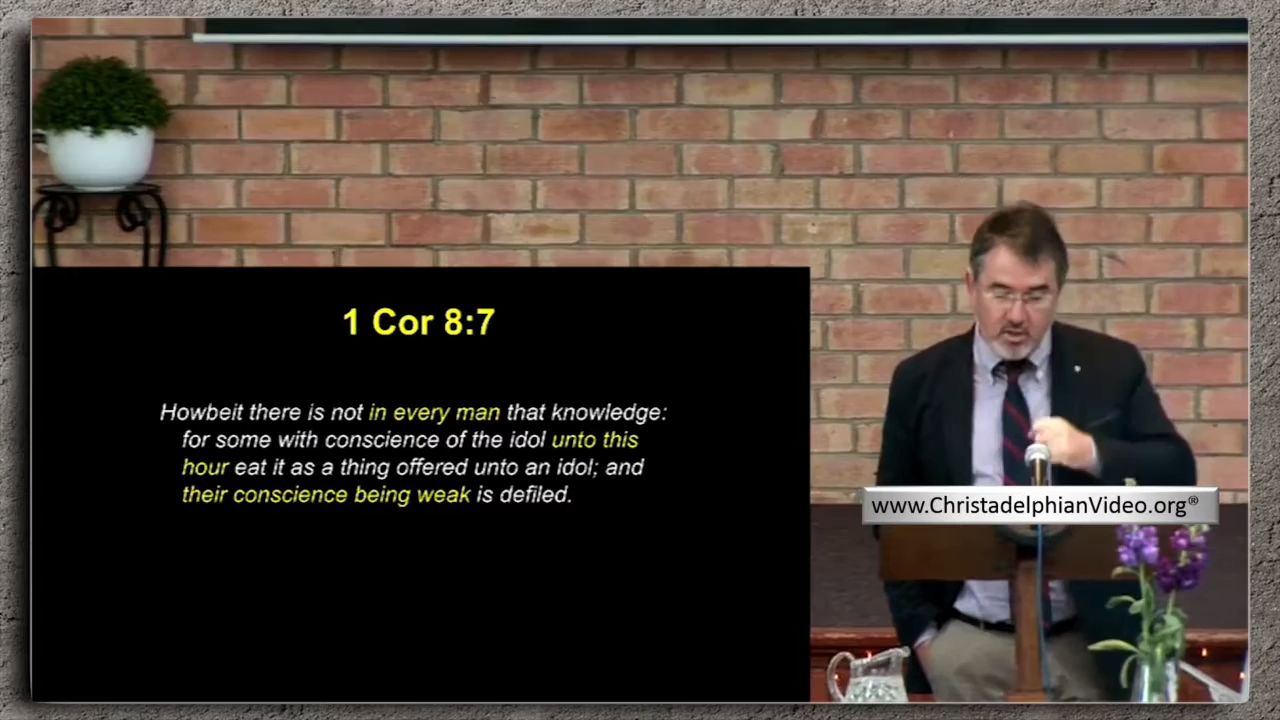 1 Cor 8:7
Howbeit there is not in every man that knowledge:
for some with conscience of the idol unto this
hour eat it as a thing offered unto an idol; and
their conscience being weak is defiled.
www.ChristadelphianVideo.org®